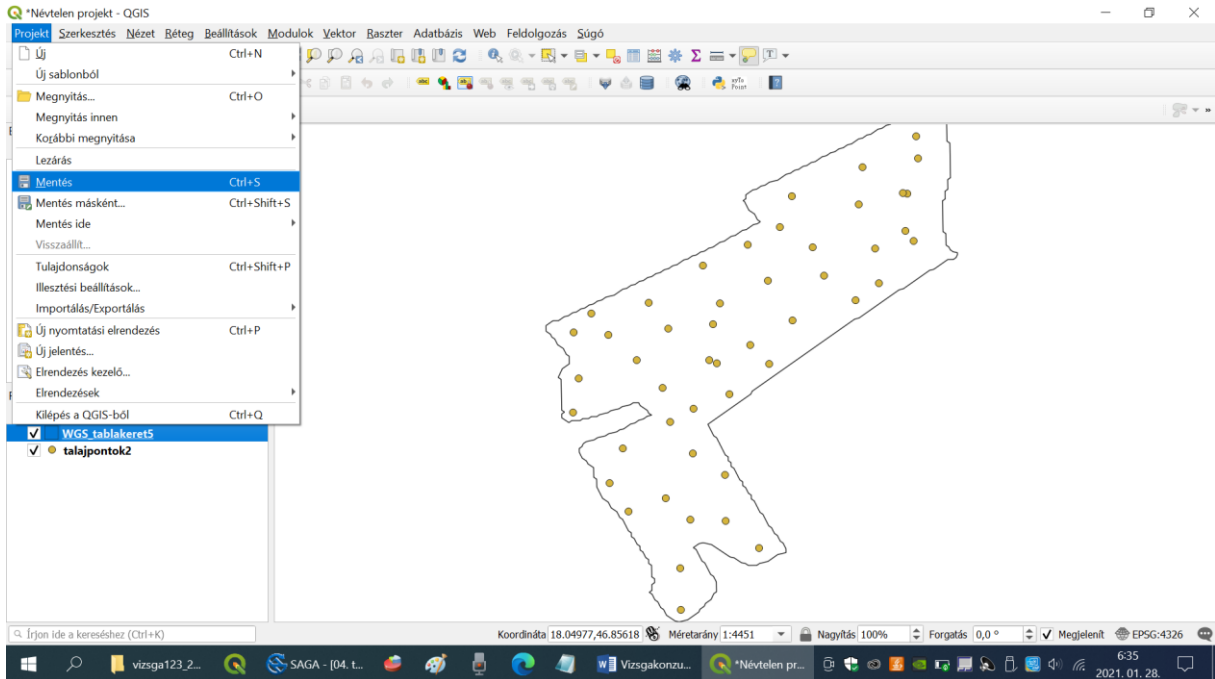 *Névtelen projekt - QGIS
Projekt Szerkesztés Nézet Réteg Beállítások Modulok Vektor Raszter Adatbázis Web Feldolgozás Súgó
Új Ctrl+N
Új sablonból
Megnyitás... Ctrl+O
Megnyitás innen
Korábbi megnyitása
Lezárás
Mentés Ctrl+S
Mentés másként... Ctrl+Shift+S
Mentés ide
Visszaállít...
Tulajdonságok Ctrl+Shift+P
Illesztési beállítások...
Importálás/Exportálás
Új nyomtatási elrendezés Ctrl+P
Új jelentés...
Elrendezés kezelő...
Elrendezések
Kilépés a QGIS-ből Ctrl+Q
WGS_tablakeret5
talajpontok2
Írjon ide a kereséshez (Ctrl+K) Koordináta 18.04977,46.85618 Méretarány 1:4451 Nagyítás 100% Forgatás 0,0 ° Megjelenít EPSG:4326
vizsga123_2... SAGA - [04. t... Vizsgakonzu... *Névtelen pr... 6:35
2021. 01. 28.